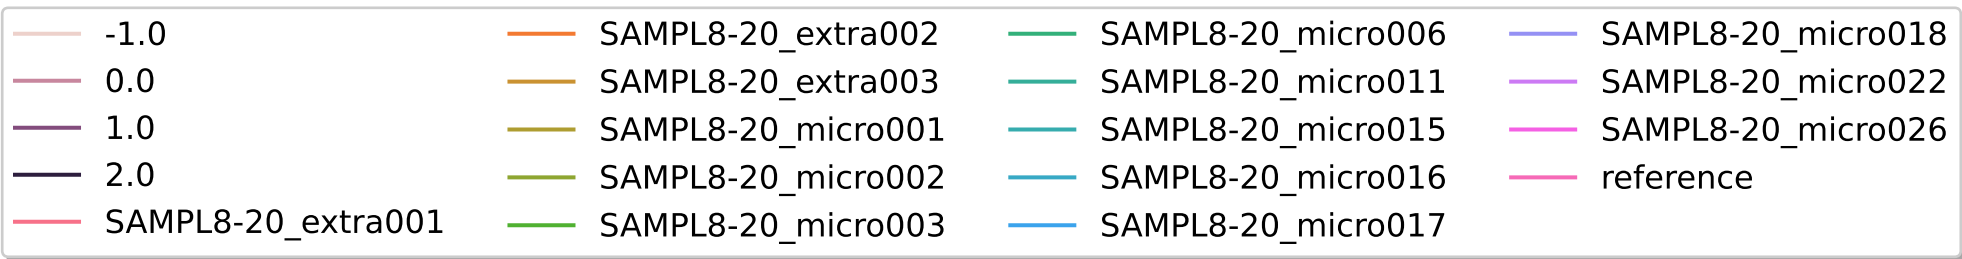 -1.0
0.0
1.0
2.0
SAMPL8-20_extra001
SAMPL8-20_extra002
SAMPL8-20_extra003
SAMPL8-20_micro001
SAMPL8-20_micro002
SAMPL8-20_micro003
SAMPL8-20_micro006
SAMPL8-20_micro011
SAMPL8-20_micro015
SAMPL8-20_micro016
SAMPL8-20_micro017
SAMPL8-20_micro018
SAMPL8-20_micro022
SAMPL8-20_micro026
reference